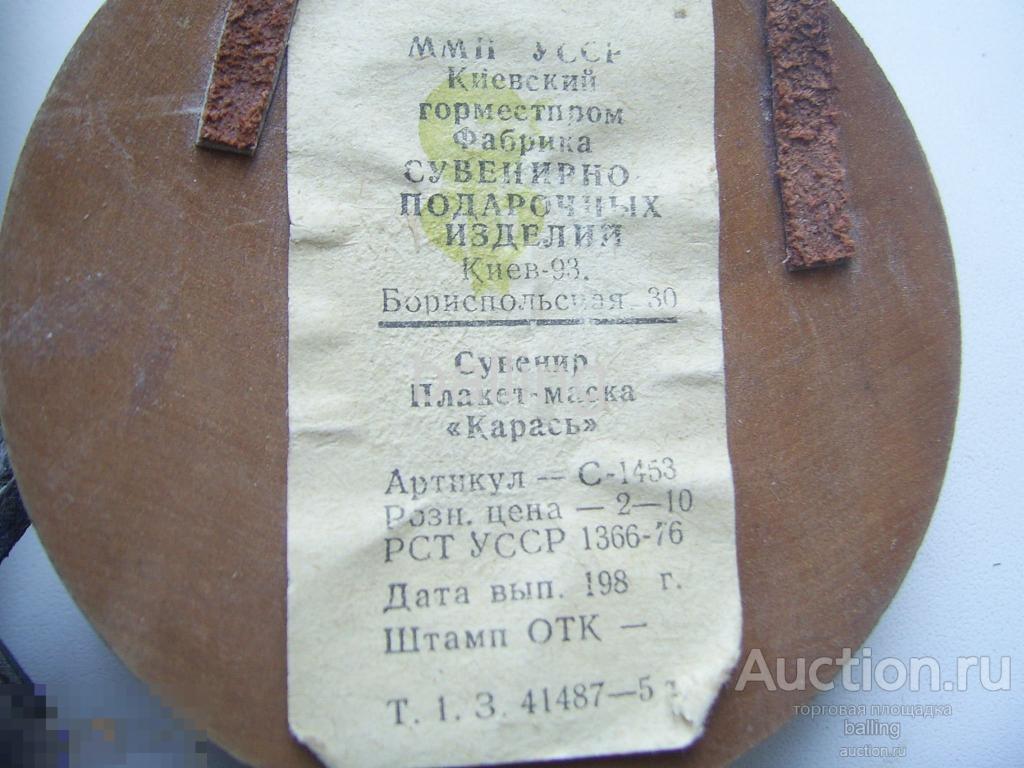 ММП УССР
Киевский
горместпром
Фабрика
СУВЕНИРНО
ПОДАРОЧНЫХ
ИЗДЕЛИЙ
Киев-93.
Бориспольская 30
Сувенир
Плакет-маска
«Карась»
Артикул — С-1453
Розн. цена — 2—10
РСТ УССР 1366-76
Дата вып. 198 г.
Штамп ОТК —
Т. 1. З. 41487—5
Auction.ru
торговая площадка
balling
auction.ru